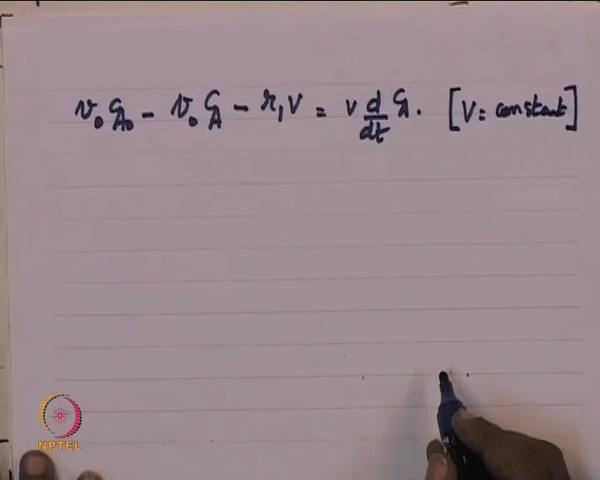 v₀ C_A₀ - v₀ C_A - r₁ V = V d/dt C_A. [V = constant]
NPTEL